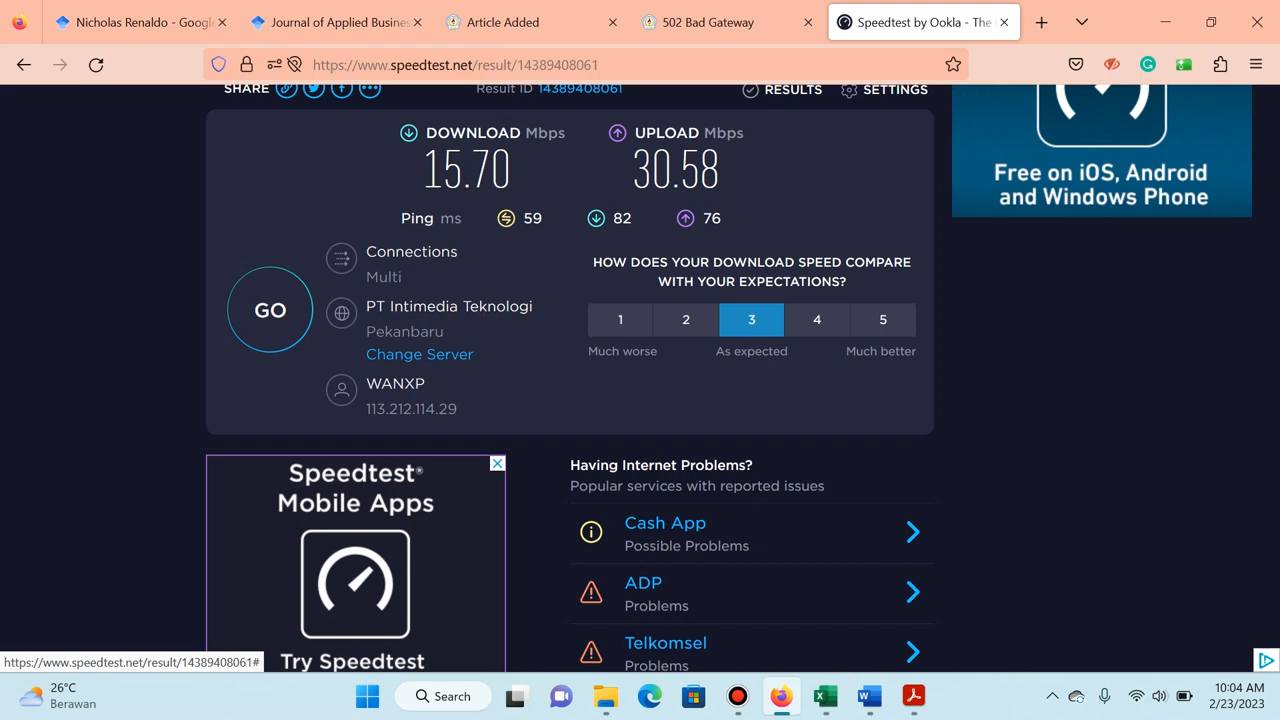 Nicholas Renaldo - Google
Journal of Applied Business
Article Added
502 Bad Gateway
Speedtest by Ookla - The
https://www.speedtest.net/result/14389408061
SHARE
Result ID 14389408061
RESULTS
SETTINGS
DOWNLOAD Mbps
15.70
UPLOAD Mbps
30.58
Ping ms 59 82 76
Connections
Multi
GO
PT Intimedia Teknologi
Pekanbaru
Change Server
WANXP
113.212.114.29
HOW DOES YOUR DOWNLOAD SPEED COMPARE
WITH YOUR EXPECTATIONS?
1 2 3 4 5
Much worse As expected Much better
Free on iOS, Android
and Windows Phone
Speedtest®
Mobile Apps
Try Speedtest
Having Internet Problems?
Popular services with reported issues
Cash App
Possible Problems
ADP
Problems
Telkomsel
Problems
https://www.speedtest.net/result/14389408061#
26°C
Berawan
Search
10:04 AM
2/23/2023